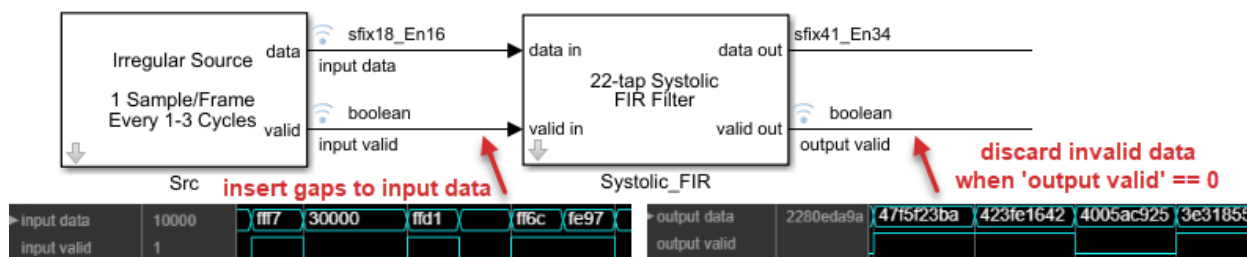 Irregular Source
1 Sample/Frame
Every 1-3 Cycles
data
valid
Src
sfix18_En16
input data
boolean
input valid
data in
data out
22-tap Systolic
FIR Filter
valid in
valid out
Systolic_FIR
sfix41_En34
boolean
output valid
insert gaps to input data
discard invalid data
when 'output valid' == 0
input data 10000 fff7 30000 ffd1 ff6c fe97
input valid 1
output data 2280eda9a 47f5f23ba 423fe1642 4005ac925 3e31855
output valid